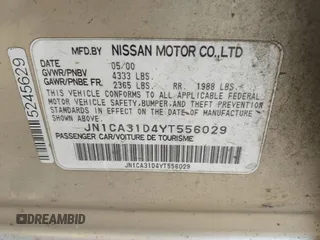 MFD.BY NISSAN MOTOR CO.,LTD
DATE 05/00
GVWR/PNBV 4333 LBS.
GAWR/PNBE FR. 2365 LBS. RR. 1988 LBS.
THIS VEHICLE CONFORMS TO ALL APPLICABLE FEDERAL
MOTOR VEHICLE SAFETY, BUMPER, AND THEFT PREVENTION
STANDARDS IN EFFECT ON THE DATE OF
MANUFACTURE SHOWN ABOVE.
JN1CA31D4YT556029
PASSENGER CAR/VOITURE DE TOURISME
JN1CA31D4YT556029
5245629
DREAMBID